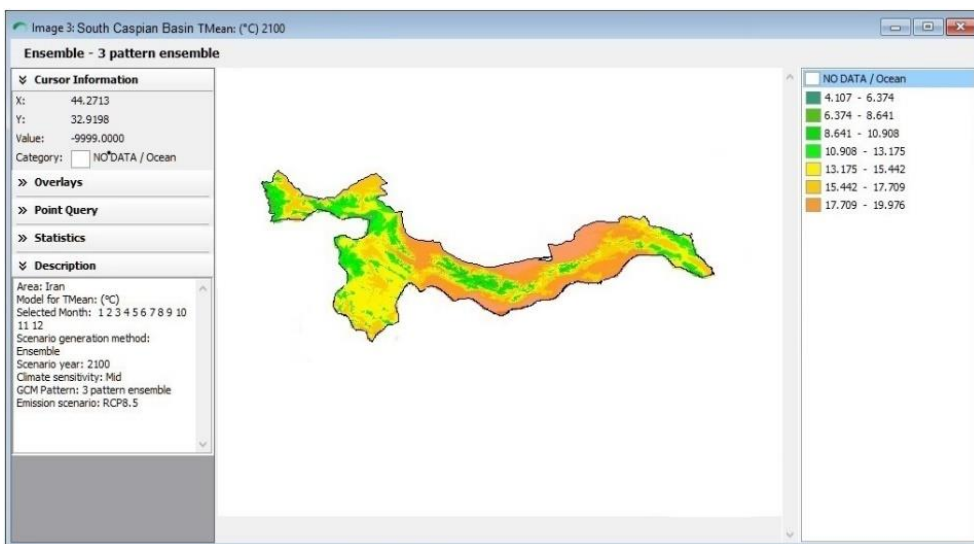 Image 3: South Caspian Basin TMean: (°C) 2100
Ensemble - 3 pattern ensemble
Cursor Information
X: 44.2713
Y: 32.9198
Value: -9999.0000
Category: NO DATA / Ocean
Overlays
Point Query
Statistics
Description
Area: Iran
Model for TMean: (°C)
Selected Month: 1 2 3 4 5 6 7 8 9 10
11 12
Scenario generation method:
Ensemble
Scenario year: 2100
Climate sensitivity: Mid
GCM Pattern: 3 pattern ensemble
Emission scenario: RCP8.5
NO DATA / Ocean
4.107 - 6.374
6.374 - 8.641
8.641 - 10.908
10.908 - 13.175
13.175 - 15.442
15.442 - 17.709
17.709 - 19.976